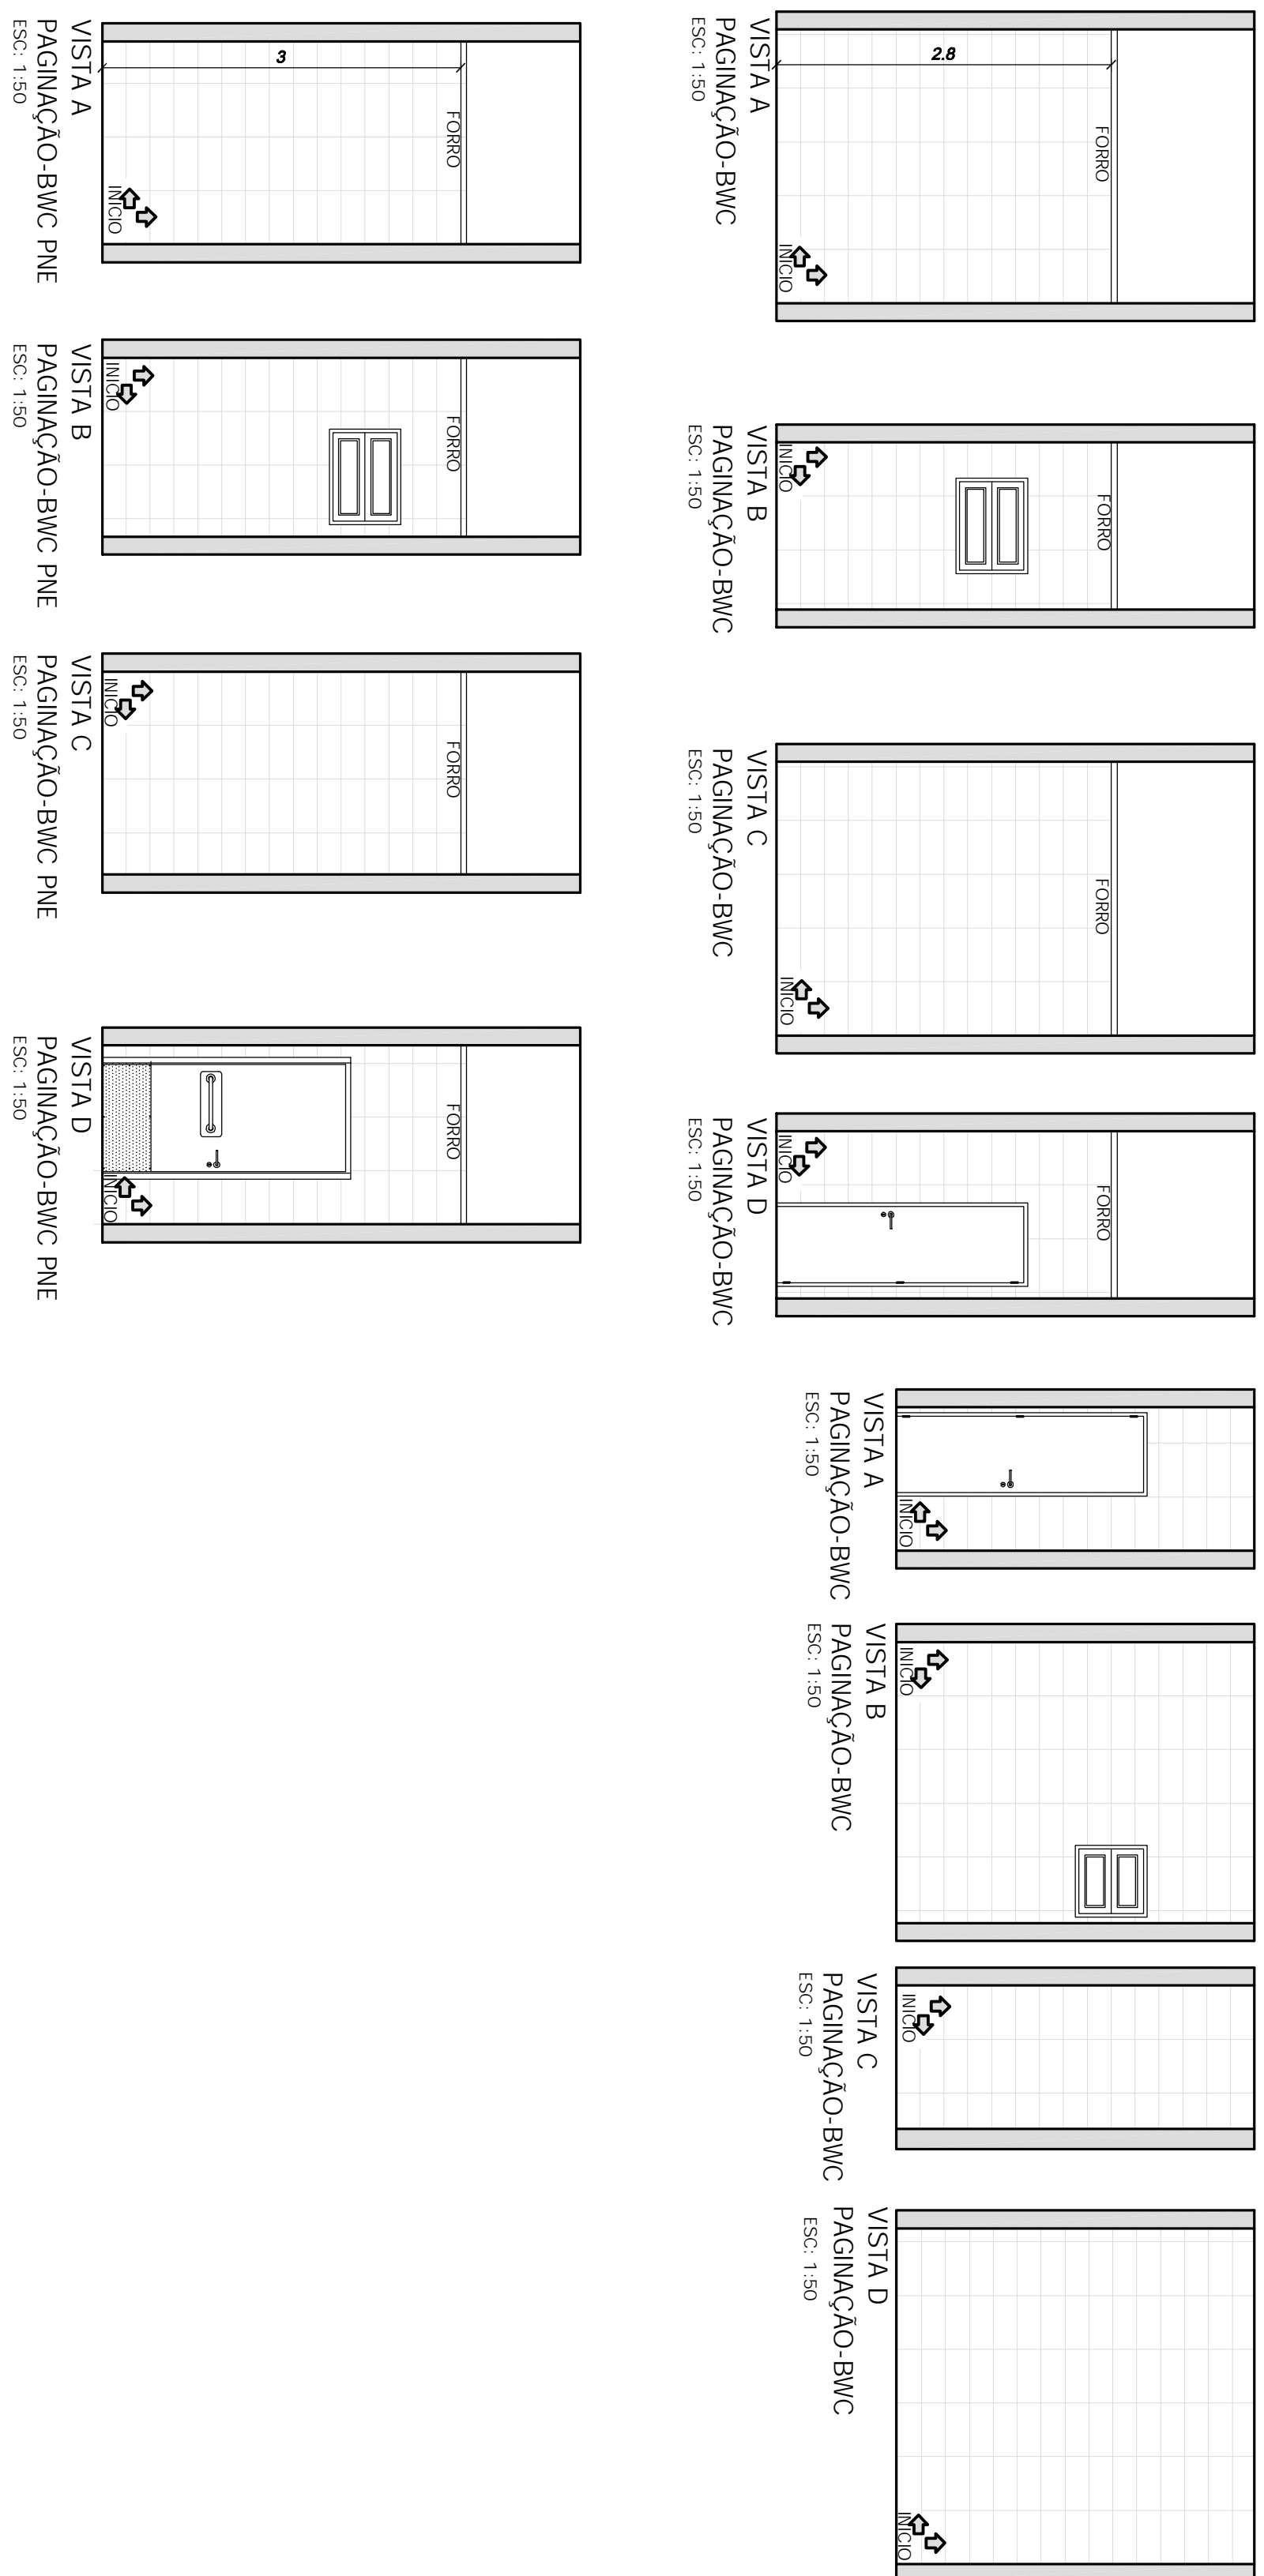 FORRO
2.8
INICIO
VISTA A
PAGINAÇÃO-BWC
ESC: 1:50
FORRO
INICIO
VISTA B
PAGINAÇÃO-BWC
ESC: 1:50
FORRO
INICIO
VISTA C
PAGINAÇÃO-BWC
ESC: 1:50
FORRO
INICIO
VISTA D
PAGINAÇÃO-BWC
ESC: 1:50
INICIO
VISTA A
PAGINAÇÃO-BWC
ESC: 1:50
INICIO
VISTA B
PAGINAÇÃO-BWC
ESC: 1:50
INICIO
VISTA C
PAGINAÇÃO-BWC
ESC: 1:50
INICIO
VISTA D
PAGINAÇÃO-BWC
ESC: 1:50
FORRO
3
INICIO
VISTA A
PAGINAÇÃO-BWC PNE
ESC: 1:50
FORRO
INICIO
VISTA B
PAGINAÇÃO-BWC PNE
ESC: 1:50
FORRO
INICIO
VISTA C
PAGINAÇÃO-BWC PNE
ESC: 1:50
FORRO
INICIO
VISTA D
PAGINAÇÃO-BWC PNE
ESC: 1:50